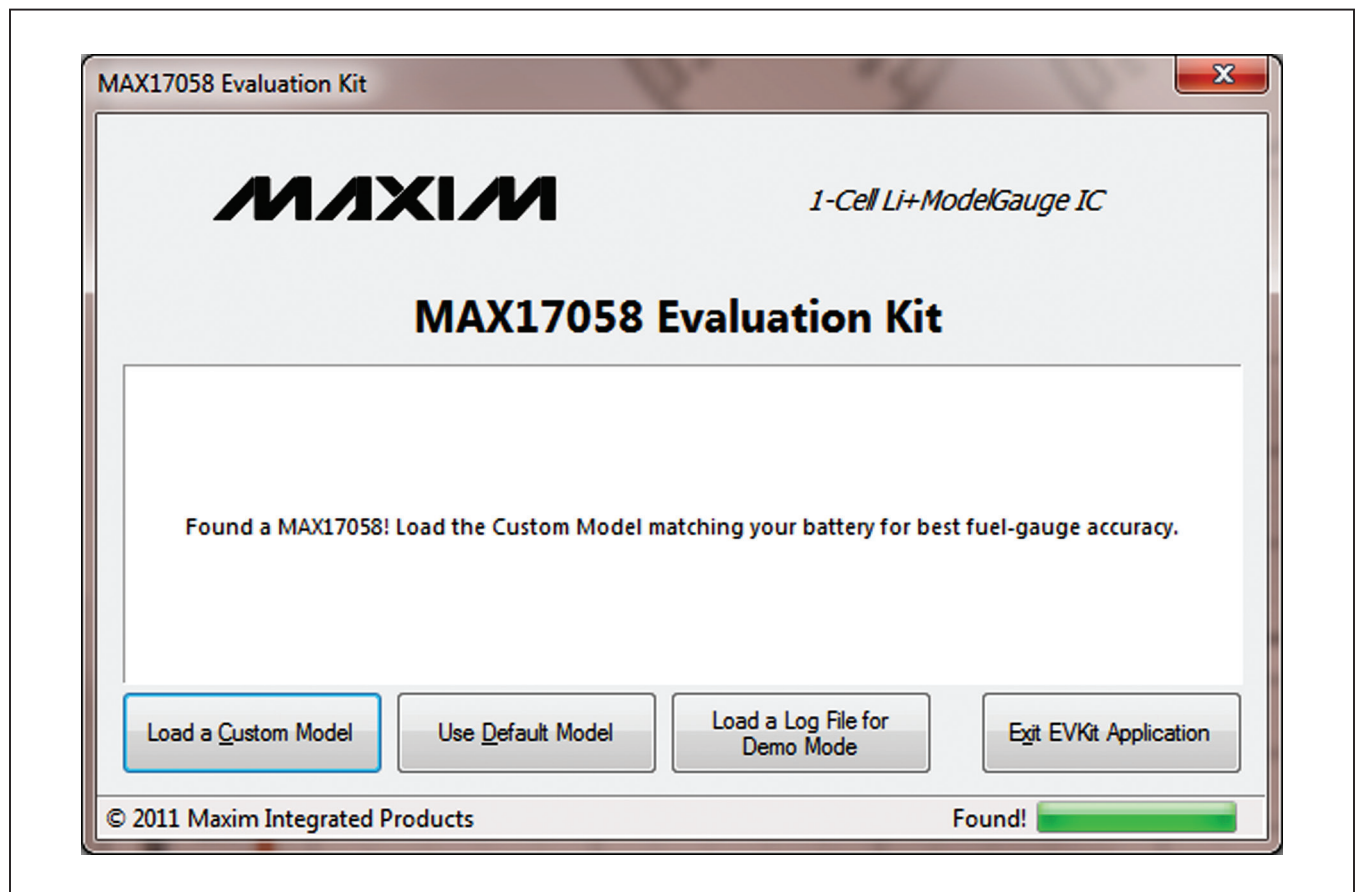 MAX17058 Evaluation Kit
X
MAXIM
1-Cell Li+ModelGauge IC
MAX17058 Evaluation Kit
Found a MAX17058! Load the Custom Model matching your battery for best fuel-gauge accuracy.
Load a Custom Model
Use Default Model
Load a Log File for
Demo Mode
Exit EVKit Application
© 2011 Maxim Integrated Products
Found!